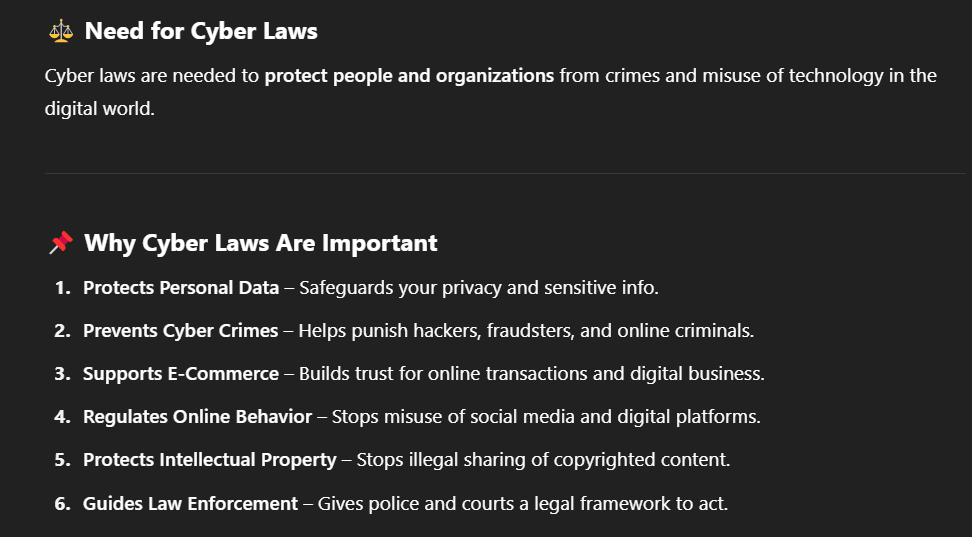 ⚖️ Need for Cyber Laws
Cyber laws are needed to protect people and organizations from crimes and misuse of technology in the
digital world.
📌 Why Cyber Laws Are Important
1. Protects Personal Data – Safeguards your privacy and sensitive info.
2. Prevents Cyber Crimes – Helps punish hackers, fraudsters, and online criminals.
3. Supports E-Commerce – Builds trust for online transactions and digital business.
4. Regulates Online Behavior – Stops misuse of social media and digital platforms.
5. Protects Intellectual Property – Stops illegal sharing of copyrighted content.
6. Guides Law Enforcement – Gives police and courts a legal framework to act.